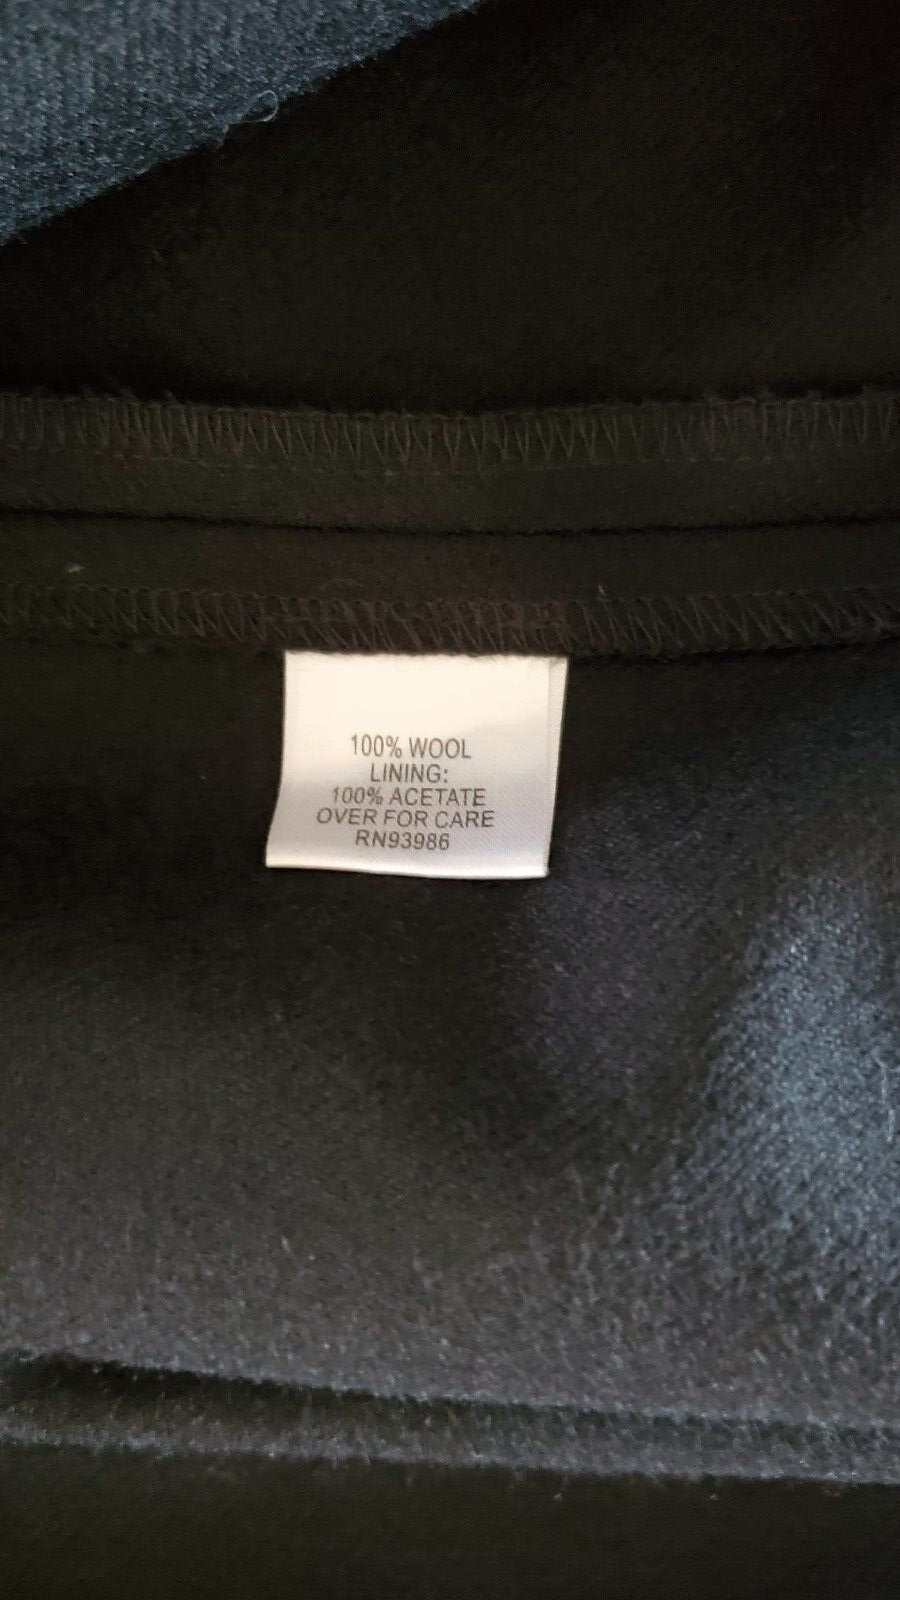 100% WOOL
LINING:
100% ACETATE
OVER FOR CARE
RN93986